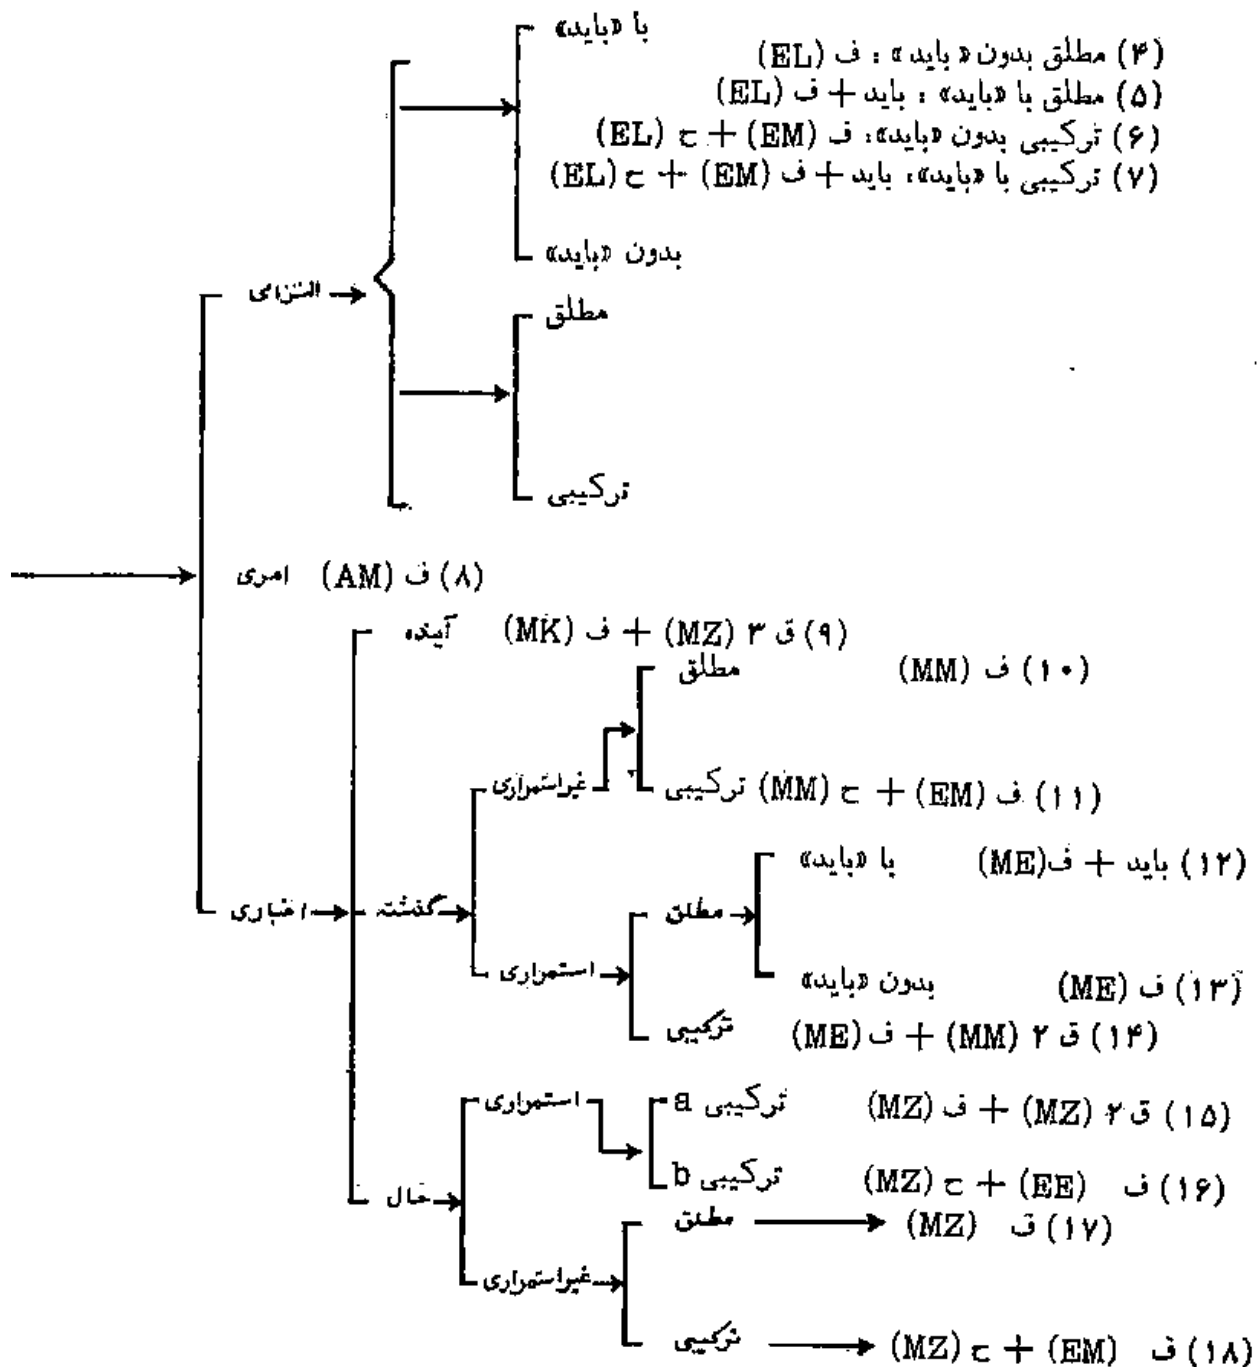 با «باید»
(۴) مطلق بدون «باید» : ف (EL)
(۵) مطلق با «باید» : باید + ف (EL)
(۶) ترکیبی بدون «باید»: ف (EM) + ح (EL)
(۷) ترکیبی با «باید»: باید + ف (EM) + ح (EL)
بدون «باید»
التزامی
مطلق
ترکیبی
امری (۸) ف (AM)
آینده (۹) ق ۳ (MZ) + ف (MK)
مطلق (۱۰) ف (MM)
غیراستمراری
ترکیبی (۱۱) ف (EM) + ح (MM)
با «باید» (۱۲) باید + ف (ME)
اخباری
گذشته
مطلق
استمراری
بدون «باید» (۱۳) ف (ME)
ترکیبی (۱۴) ق ۲ (MM) + ف (ME)
استمراری
ترکیبی a (۱۵) ق ۲ (MZ) + ف (MZ)
ترکیبی b (۱۶) ف (EE) + ح (MZ)
حال
مطلق (۱۷) ف (MZ)
غیراستمراری
ترکیبی (۱۸) ف (EM) + ح (MZ)